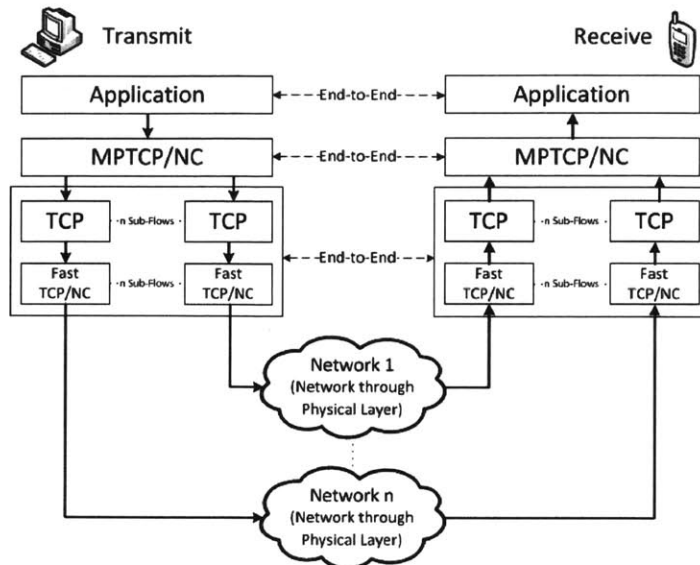 Transmit
Receive
Application
End-to-End
Application
MPTCP/NC
End-to-End
MPTCP/NC
TCP
n Sub-Flows
TCP
End-to-End
TCP
n Sub-Flows
TCP
Fast
TCP/NC
n Sub-Flows
Fast
TCP/NC
Fast
TCP/NC
n Sub-Flows
Fast
TCP/NC
Network 1
(Network through
Physical Layer)
Network n
(Network through
Physical Layer)